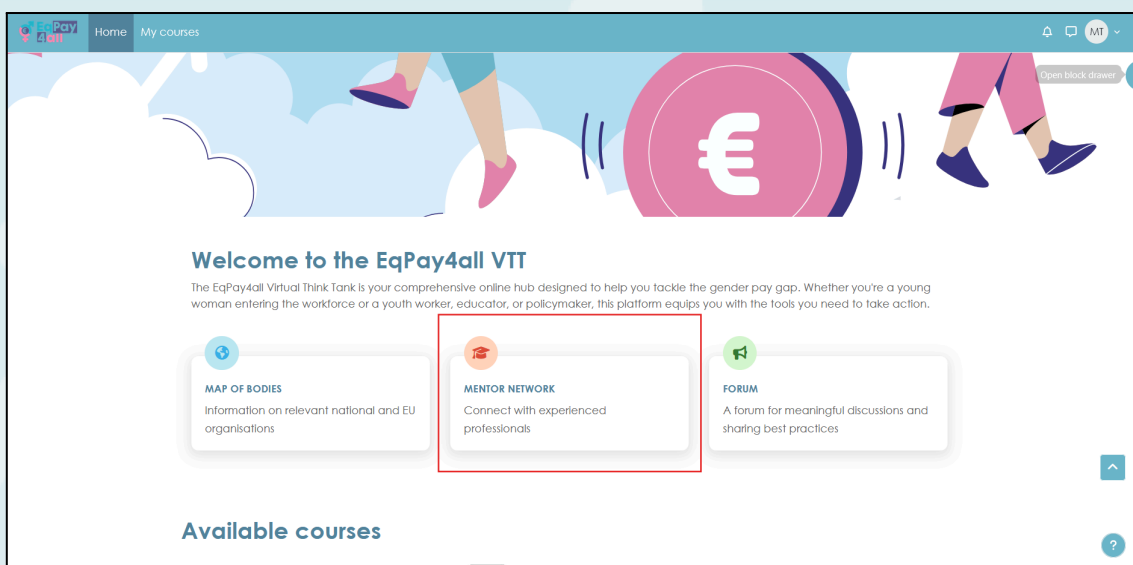 EqPay
4all
Home
My courses
MT
Open block drawer
€
Welcome to the EqPay4all VTT
The EqPay4all Virtual Think Tank is your comprehensive online hub designed to help you tackle the gender pay gap. Whether you're a young
woman entering the workforce or a youth worker, educator, or policymaker, this platform equips you with the tools you need to take action.
MAP OF BODIES
Information on relevant national and EU
organisations
MENTOR NETWORK
Connect with experienced
professionals
FORUM
A forum for meaningful discussions and
sharing best practices
Available courses
?